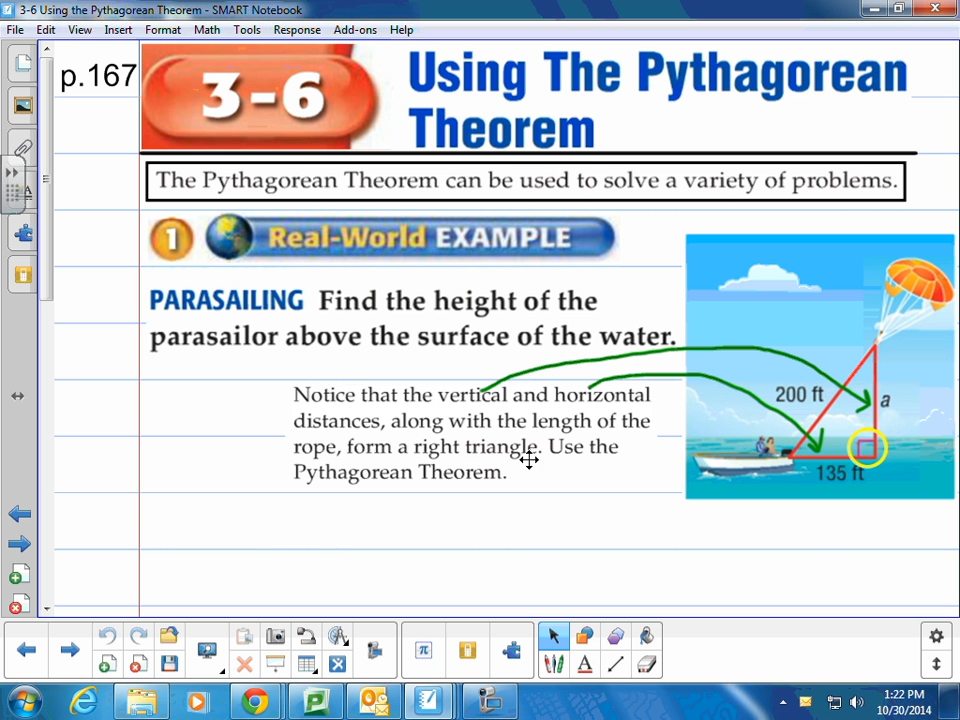 3-6 Using the Pythagorean Theorem - SMART Notebook
File Edit View Insert Format Math Tools Response Add-ons Help
p.167
3-6
Using The Pythagorean
Theorem
The Pythagorean Theorem can be used to solve a variety of problems.
1 Real-World EXAMPLE
PARASAILING Find the height of the
parasailor above the surface of the water.
Notice that the vertical and horizontal
distances, along with the length of the
rope, form a right triangle. Use the
Pythagorean Theorem.
200 ft
a
135 ft
1:22 PM
10/30/2014